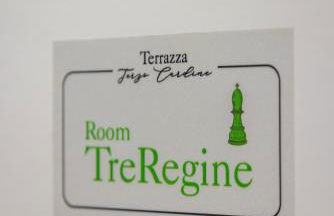 Terrazza
Terzo Cardine
Room
TreRegine